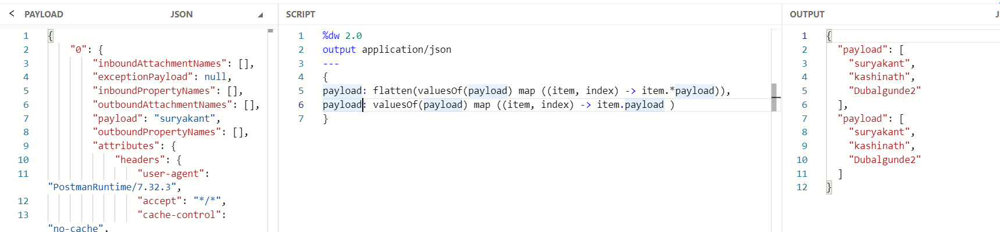 < PAYLOAD JSON
1 {
2 "0": {
3 "inboundAttachmentNames": [],
4 "exceptionPayload": null,
5 "inboundPropertyNames": [],
6 "outboundAttachmentNames": [],
7 "payload": "suryakant",
8 "outboundPropertyNames": [],
9 "attributes": {
10 "headers": {
11 "user-agent":
"PostmanRuntime/7.32.3",
12 "accept": "*/*",
13 "cache-control":
"no-cache",
SCRIPT
1 %dw 2.0
2 output application/json
3 ---
4 {
5 payload: flatten(valuesOf(payload) map ((item, index) -> item.*payload)),
6 payload: valuesOf(payload) map ((item, index) -> item.payload )
7 }
OUTPUT
1 {
2 "payload": [
3 "suryakant",
4 "kashinath",
5 "Dubalgunde2"
6 ],
7 "payload": [
8 "suryakant",
9 "kashinath",
10 "Dubalgunde2"
11 ]
12 }